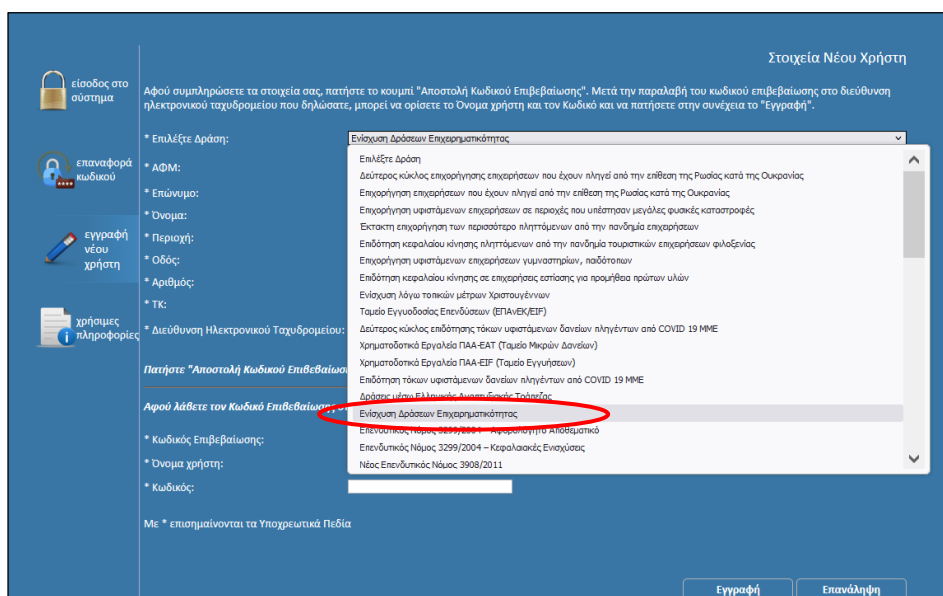 Στοιχεία Νέου Χρήστη
είσοδος στο
σύστημα
επαναφορά
κωδικού
εγγραφή
νέου
χρήστη
χρήσιμες
πληροφορίες
Αφού συμπληρώσετε τα στοιχεία σας, πατήστε το κουμπί "Αποστολή Κωδικού Επιβεβαίωσης". Μετά την παραλαβή του κωδικού επιβεβαίωσης στο διεύθυνση
ηλεκτρονικού ταχυδρομείου που δηλώσατε, μπορεί να ορίσετε το Όνομα χρήστη και τον Κωδικό και να πατήσετε στην συνέχεια το "Εγγραφή".
* Επιλέξτε Δράση:
Ενίσχυση Δράσεων Επιχειρηματικότητας
* ΑΦΜ:
* Επώνυμο:
* Όνομα:
* Περιοχή:
* Οδός:
* Αριθμός:
* ΤΚ:
* Διεύθυνση Ηλεκτρονικού Ταχυδρομείου:
Επιλέξτε Δράση
Δεύτερος κύκλος επιχορήγησης επιχειρήσεων που έχουν πληγεί από την επίθεση της Ρωσίας κατά της Ουκρανίας
Επιχορήγηση επιχειρήσεων που έχουν πληγεί από την επίθεση της Ρωσίας κατά της Ουκρανίας
Επιχορήγηση υφιστάμενων επιχειρήσεων σε περιοχές που υπέστησαν μεγάλες φυσικές καταστροφές
Έκτακτη επιχορήγηση των περισσότερο πληττόμενων από την πανδημία επιχειρήσεων
Επιδότηση κεφαλαίου κίνησης πληττόμενων από την πανδημία τουριστικών επιχειρήσεων φιλοξενίας
Επιχορήγηση υφιστάμενων επιχειρήσεων γυμναστηρίων, παιδότοπων
Επιδότηση κεφαλαίου κίνησης σε επιχειρήσεις εστίασης για προμήθεια πρώτων υλών
Ενίσχυση λόγω τοπικών μέτρων Χριστουγέννων
Ταμείο Εγγυοδοσίας Επενδύσεων (ΕΠΑνΕΚ/EIF)
Δεύτερος κύκλος επιδότησης τόκων υφιστάμενων δανείων πληγέντων από COVID 19 ΜΜΕ
Χρηματοδοτικά Εργαλεία ΠΑΑ-ΕΑΤ (Ταμείο Μικρών Δανείων)
Χρηματοδοτικά Εργαλεία ΠΑΑ-EIF (Ταμείο Εγγυήσεων)
Επιδότηση τόκων υφιστάμενων δανείων πληγέντων από COVID 19 ΜΜΕ
Δράσεις μέσω Ελληνικής Αναπτυξιακής Τράπεζας
Ενίσχυση Δράσεων Επιχειρηματικότητας
Επενδυτικός Νόμος 3299/2004 – Αφορολόγητο Αποθεματικό
Επενδυτικός Νόμος 3299/2004 – Κεφαλαιακές Ενισχύσεις
Νέος Επενδυτικός Νόμος 3908/2011
Πατήστε "Αποστολή Κωδικού Επιβεβαίωσ
Αφού λάβετε τον Κωδικό Επιβεβαίωσης
* Κωδικός Επιβεβαίωσης:
* Όνομα χρήστη:
* Κωδικός:
Με * επισημαίνονται τα Υποχρεωτικά Πεδία
Εγγραφή
Επανάληψη